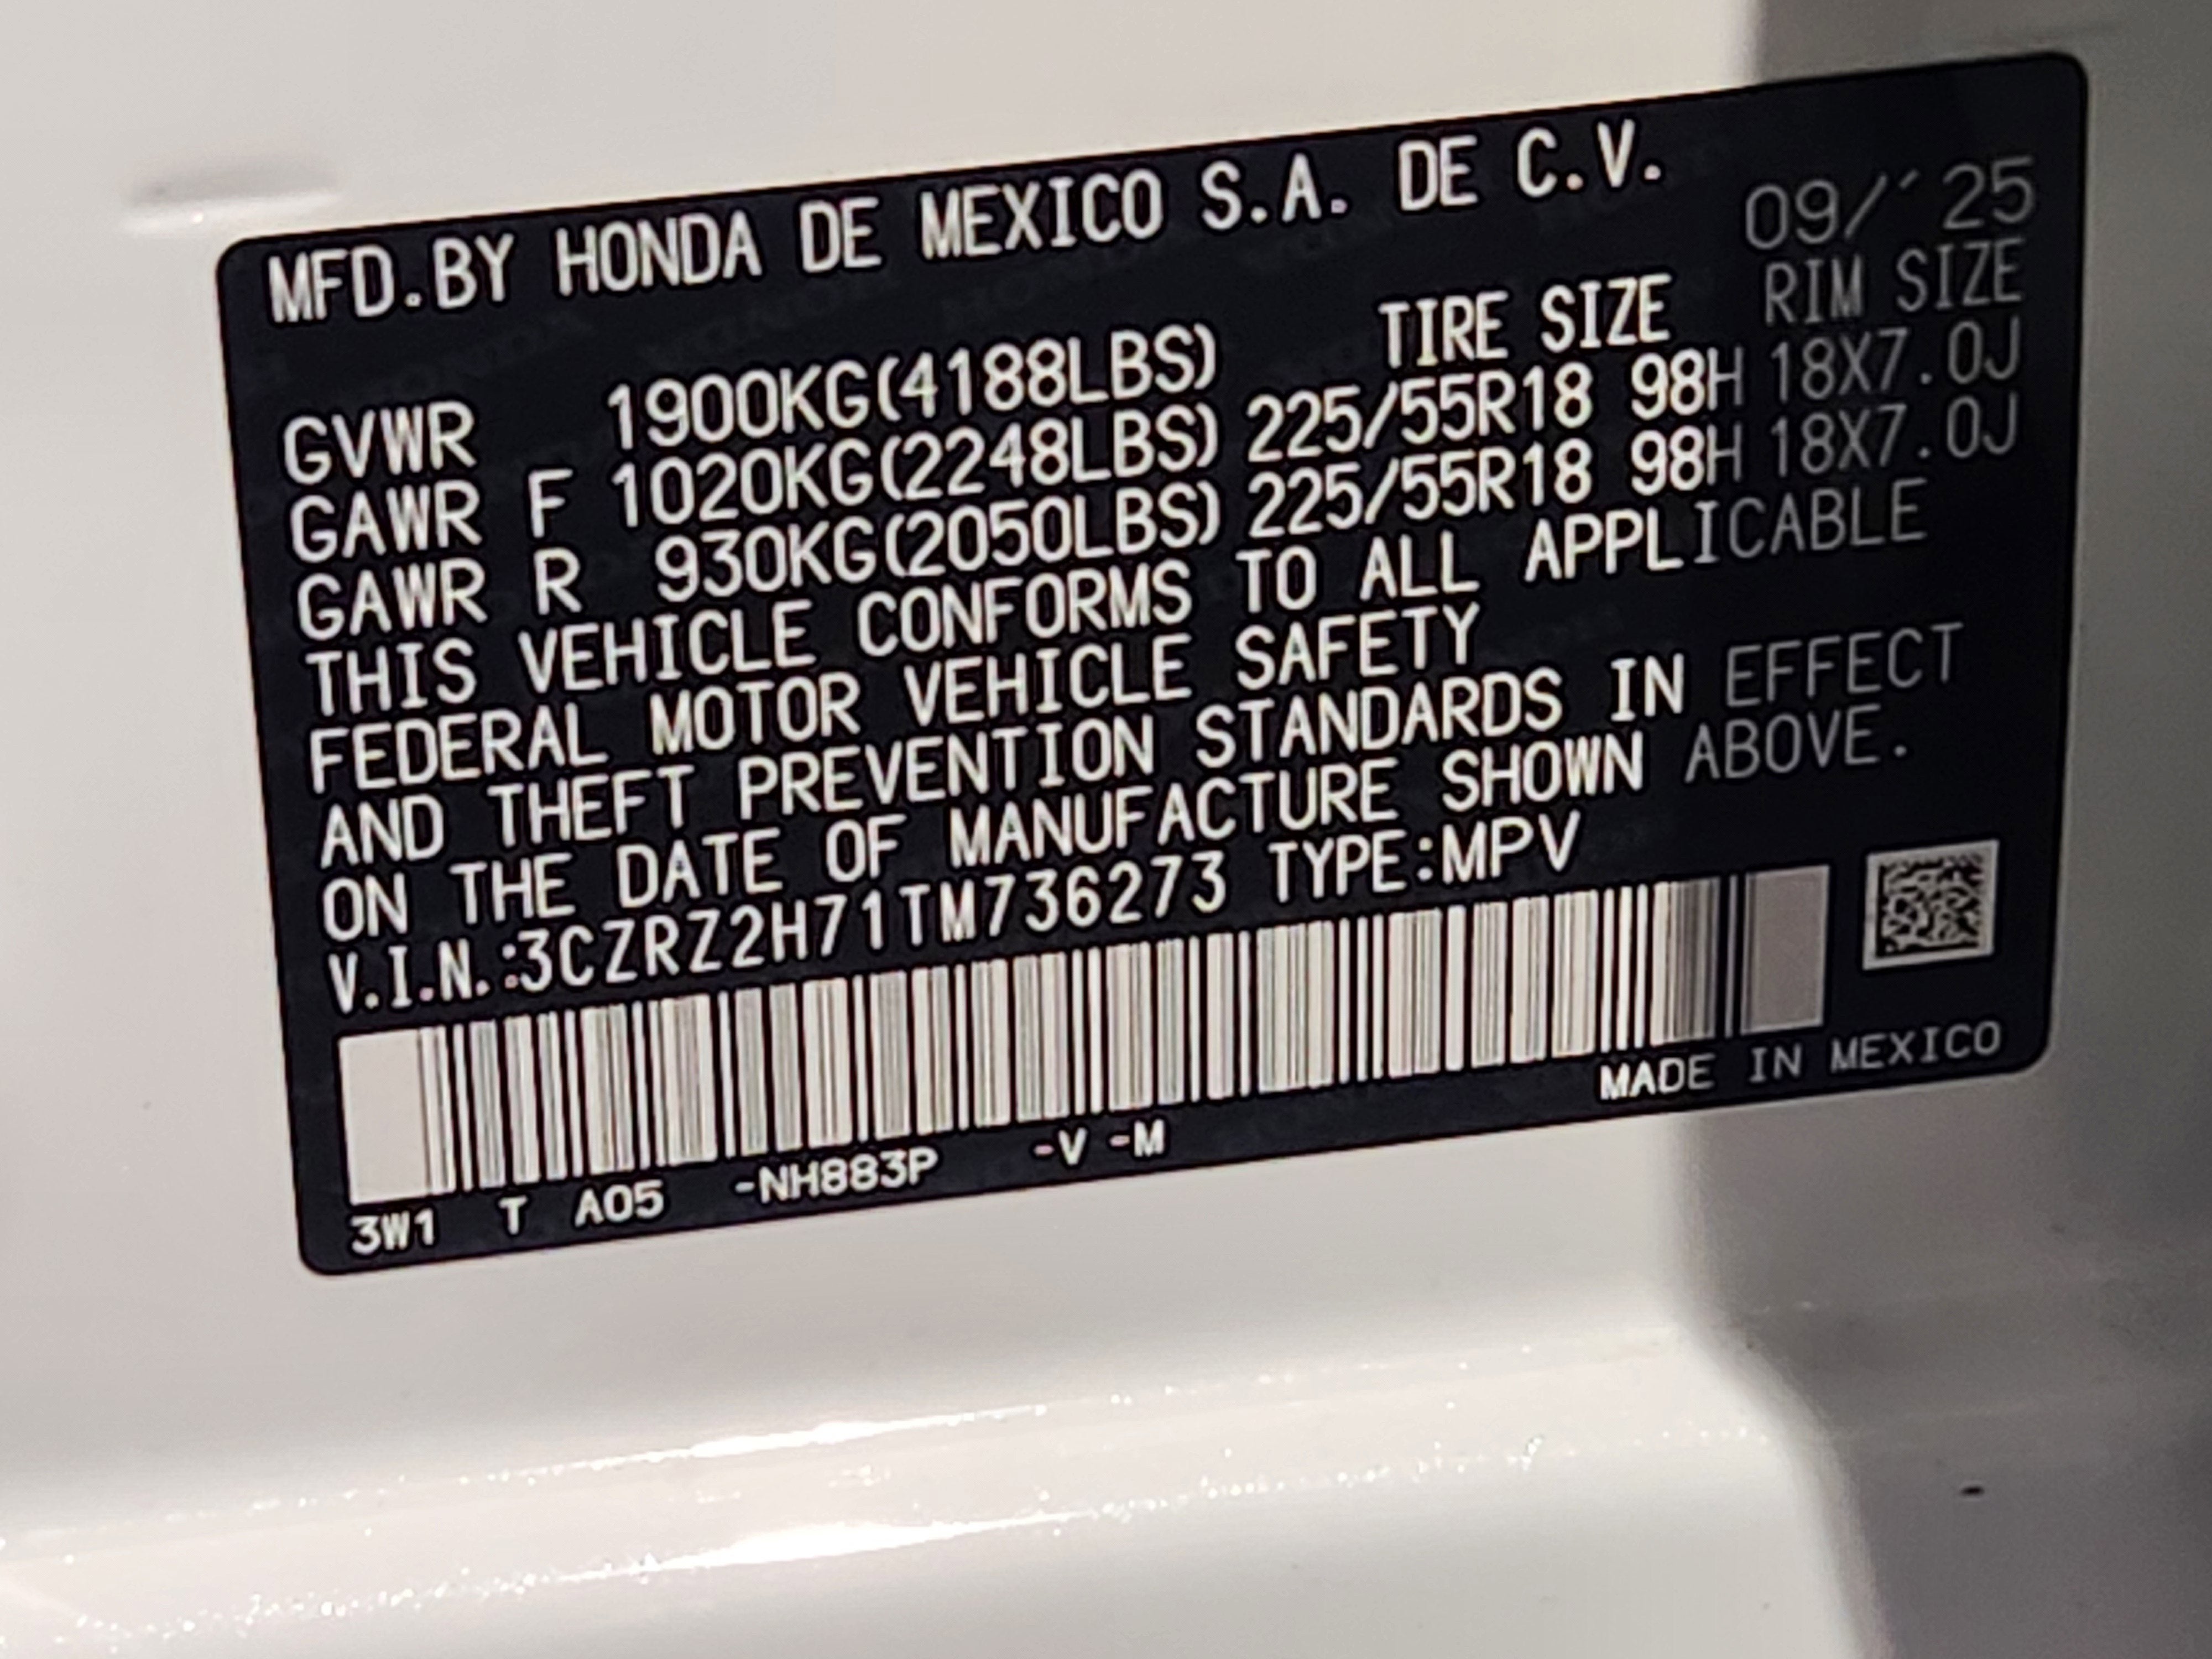 MFD.BY HONDA DE MEXICO S.A. DE C.V.
09/´25
TIRE SIZE RIM SIZE
GVWR 1900KG(4188LBS)
GAWR F 1020KG(2248LBS) 225/55R18 98H 18X7.0J
GAWR R 930KG(2050LBS) 225/55R18 98H 18X7.0J
THIS VEHICLE CONFORMS TO ALL APPLICABLE
FEDERAL MOTOR VEHICLE SAFETY
AND THEFT PREVENTION STANDARDS IN EFFECT
ON THE DATE OF MANUFACTURE SHOWN ABOVE.
V.I.N.:3CZRZ2H71TM736273 TYPE:MPV
MADE IN MEXICO
3W1 T A05 -NH883P -V -M